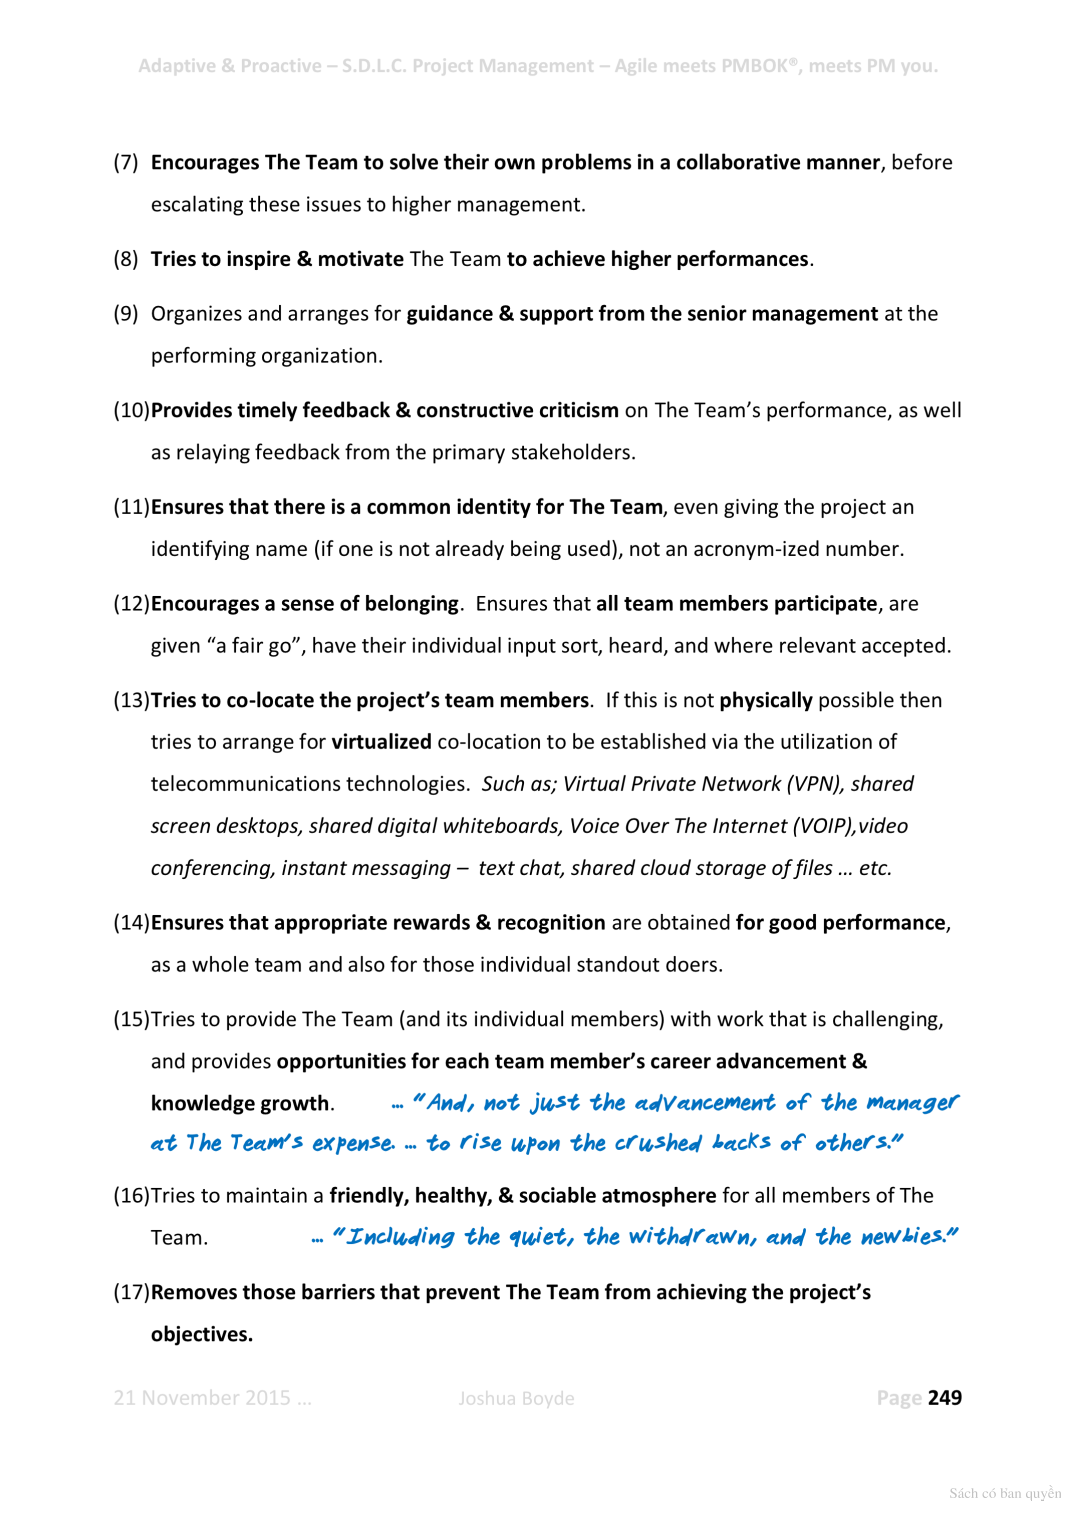 Adaptive & Proactive – S.D.L.C. Project Management – Agile meets PMBOK®, meets PM you.
(7) Encourages The Team to solve their own problems in a collaborative manner, before
escalating these issues to higher management.
(8) Tries to inspire & motivate The Team to achieve higher performances.
(9) Organizes and arranges for guidance & support from the senior management at the
performing organization.
(10)Provides timely feedback & constructive criticism on The Team’s performance, as well
as relaying feedback from the primary stakeholders.
(11)Ensures that there is a common identity for The Team, even giving the project an
identifying name (if one is not already being used), not an acronym-ized number.
(12)Encourages a sense of belonging.  Ensures that all team members participate, are
given “a fair go”, have their individual input sort, heard, and where relevant accepted.
(13)Tries to co-locate the project’s team members.  If this is not physically possible then
tries to arrange for virtualized co-location to be established via the utilization of
telecommunications technologies.  Such as; Virtual Private Network (VPN), shared
screen desktops, shared digital whiteboards, Voice Over The Internet (VOIP),video
conferencing, instant messaging –  text chat, shared cloud storage of files … etc.
(14)Ensures that appropriate rewards & recognition are obtained for good performance,
as a whole team and also for those individual standout doers.
(15)Tries to provide The Team (and its individual members) with work that is challenging,
and provides opportunities for each team member’s career advancement &
knowledge growth. … “And, not just the advancement of the manager
at The Team’s expense. … to rise upon the crushed backs of others.”
(16)Tries to maintain a friendly, healthy, & sociable atmosphere for all members of The
Team. … “Including the quiet, the withdrawn, and the newbies.”
(17)Removes those barriers that prevent The Team from achieving the project’s
objectives.
21 November 2015 … Joshua Boyde Page 249
Sách có bản quyền